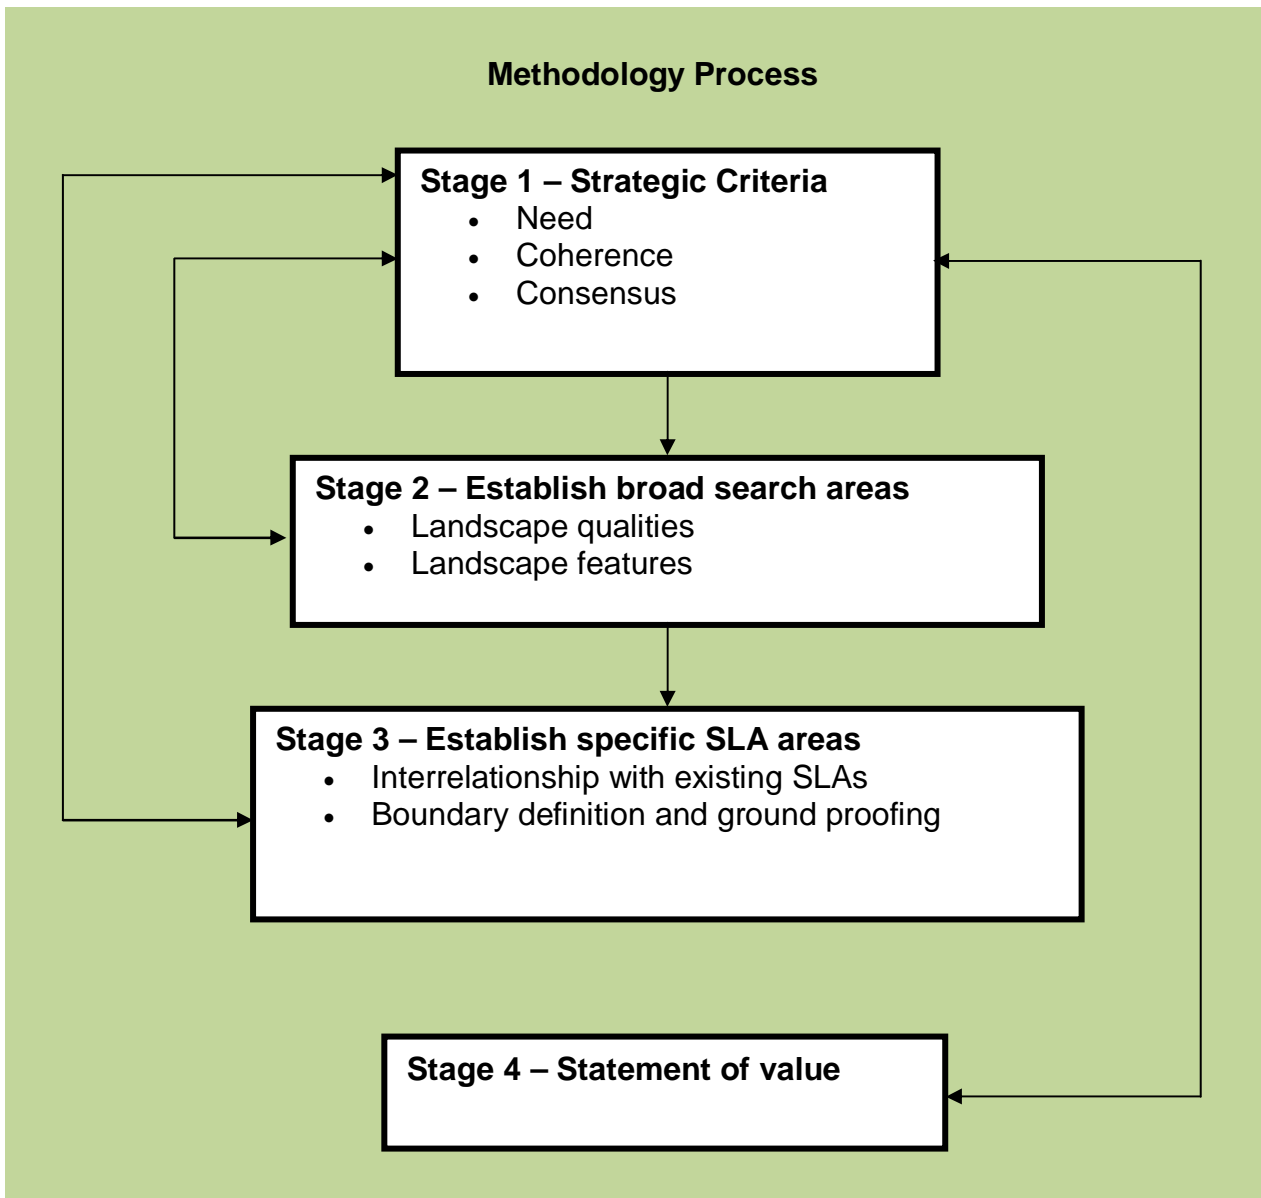 Methodology Process
Stage 1 – Strategic Criteria
• Need
• Coherence
• Consensus
Stage 2 – Establish broad search areas
• Landscape qualities
• Landscape features
Stage 3 – Establish specific SLA areas
• Interrelationship with existing SLAs
• Boundary definition and ground proofing
Stage 4 – Statement of value